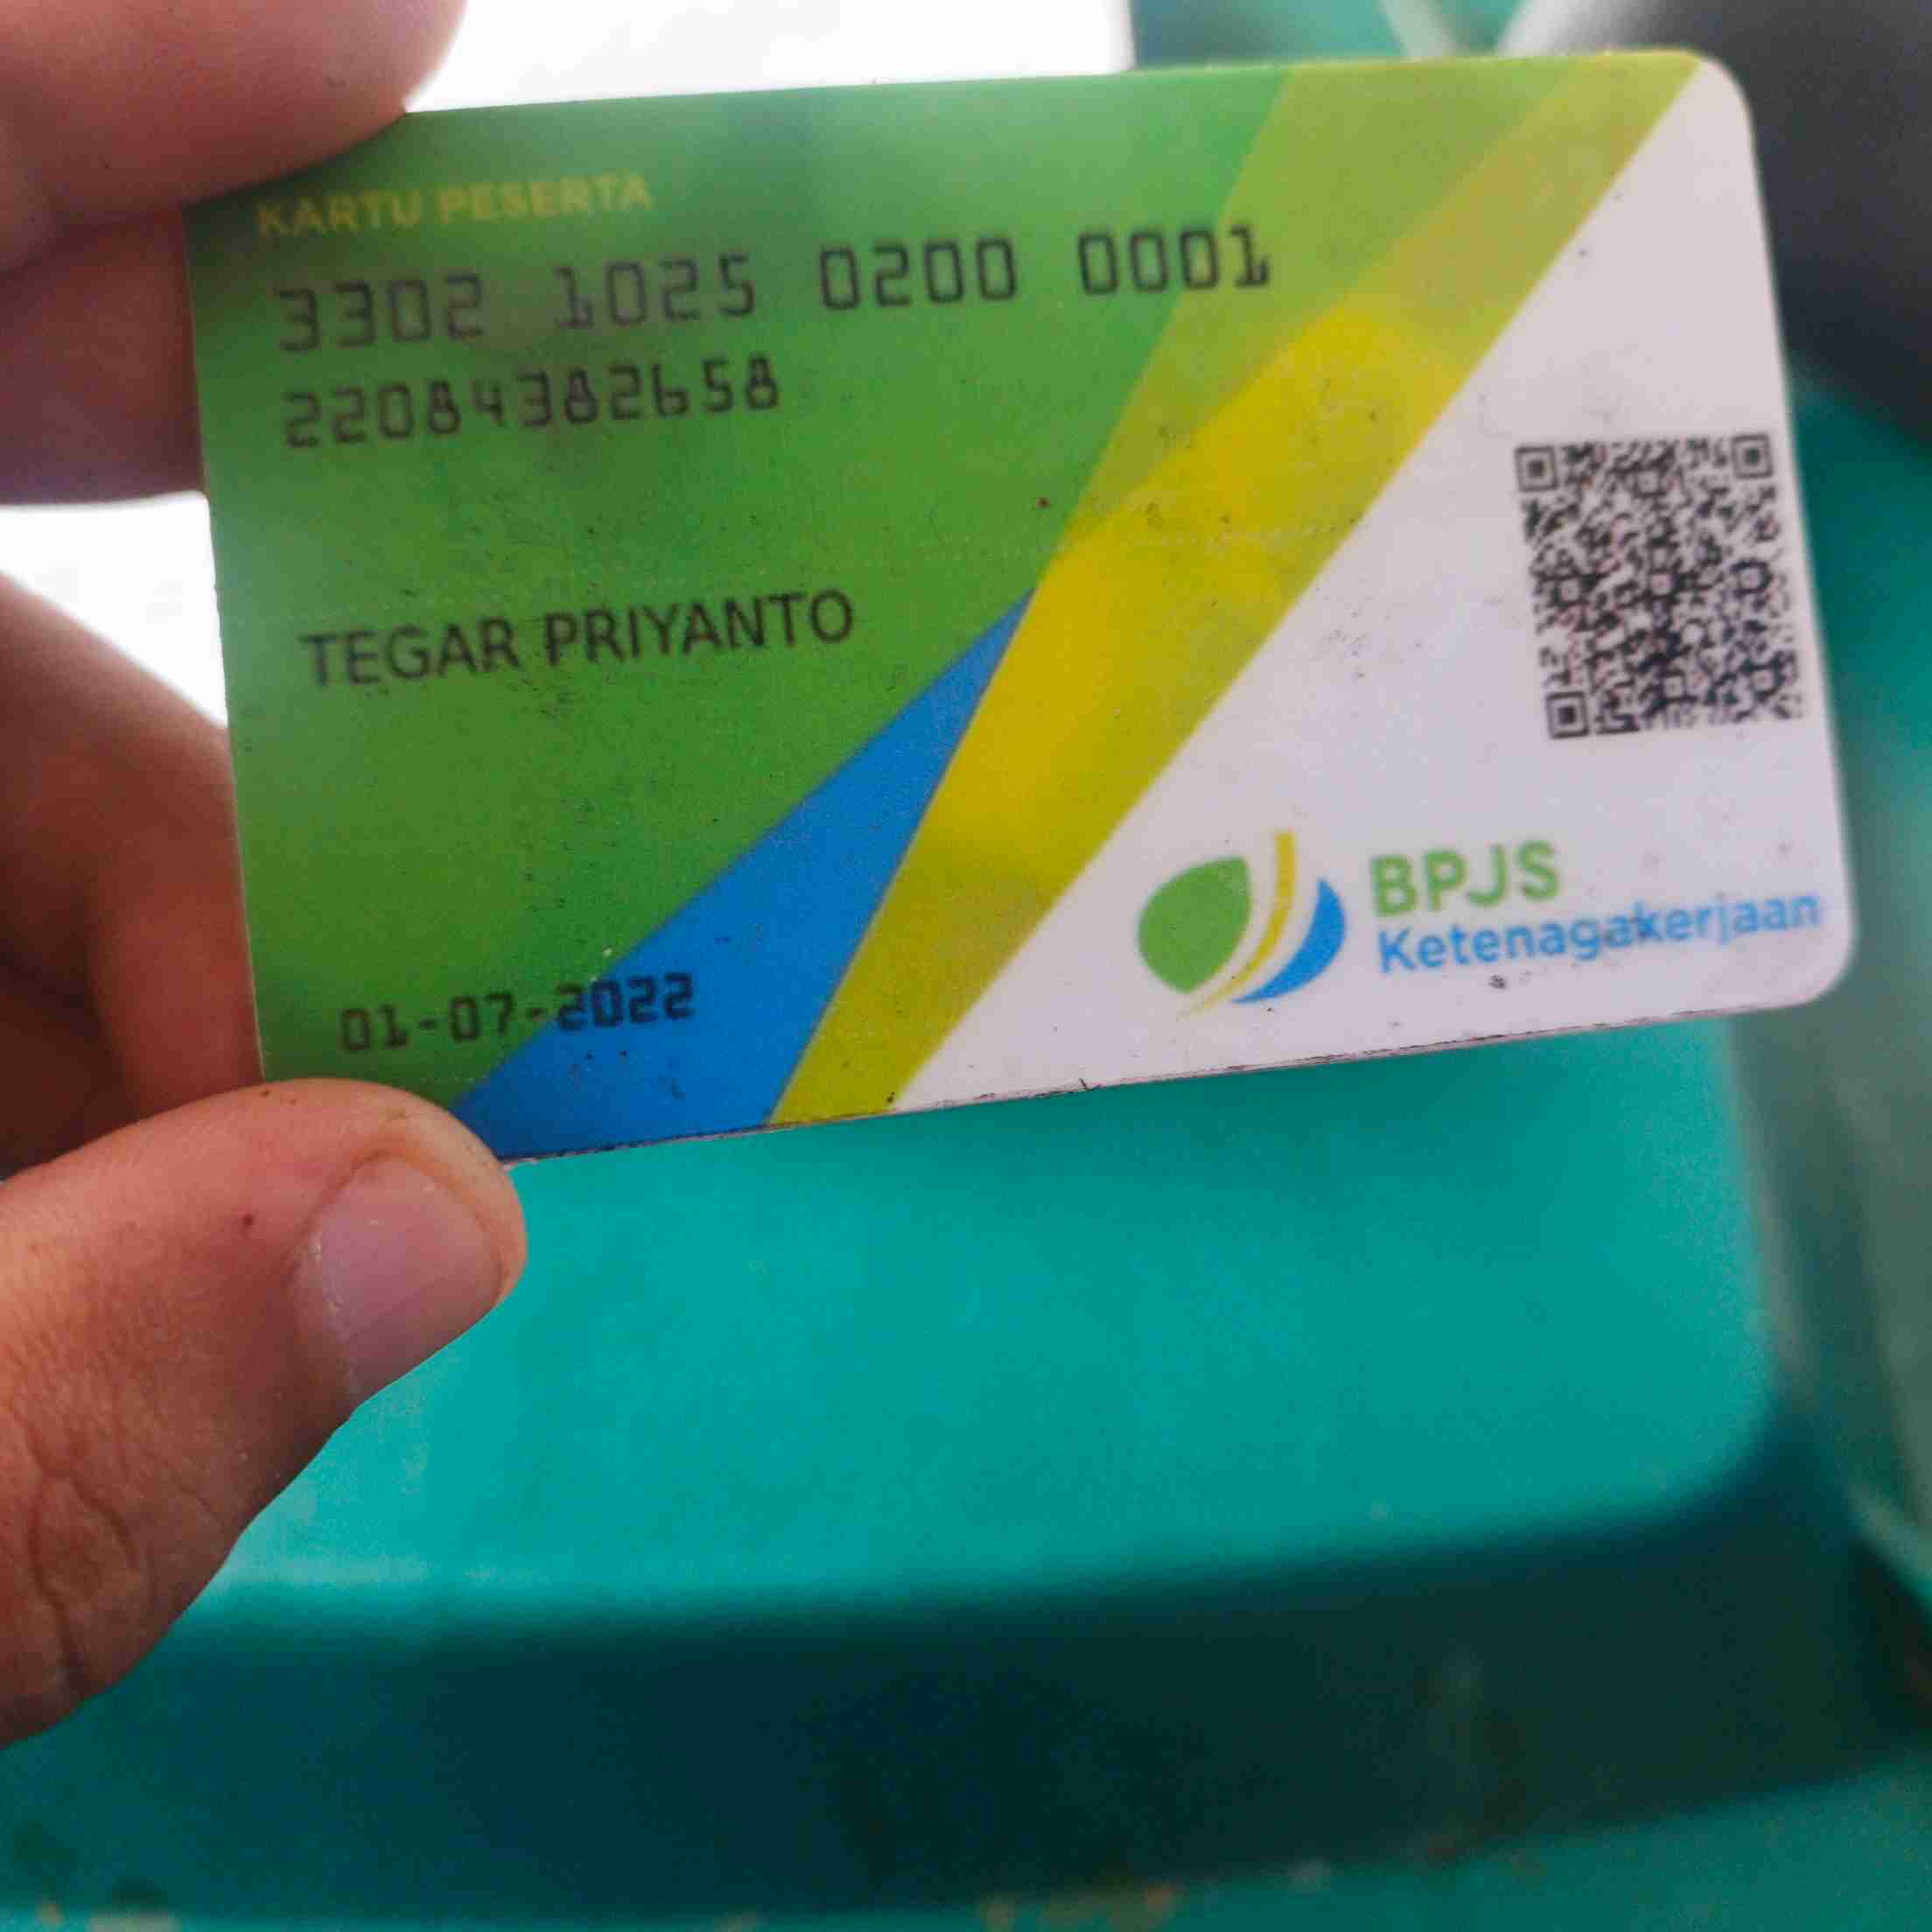 KARTU PESERTA
3302 1025 0200 0001
22084382658
TEGAR PRIYANTO
01-07-2022
BPJS
Ketenagakerjaan